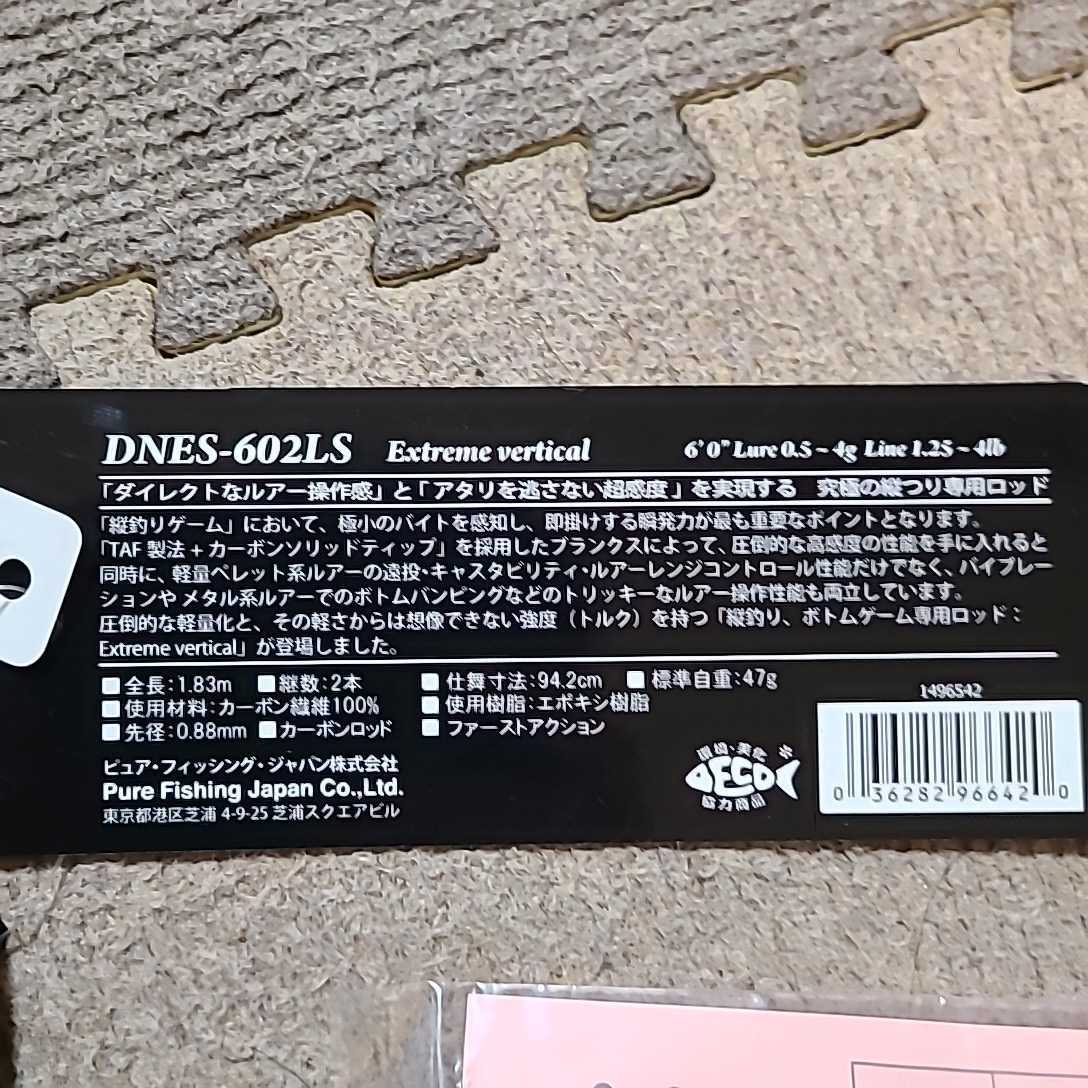 DNES-602LS Extreme vertical 6'0" Lure 0.5~4g Line 1.25~4lb
「ダイレクトなルアー操作感」と「アタリを逃さない超感度」を実現する 究極の縦つり専用ロッド
「縦釣りゲーム」において、極小のバイトを感知し、即掛けする瞬発力が最も重要なポイントとなります。
「TAF 製法 + カーボンソリッドティップ」を採用したブランクスによって、圧倒的な高感度の性能を手に入れると
同時に、軽量ペレット系ルアーの遠投・キャスタビリティ・ルアーレンジコントロール性能だけでなく、バイブレー
ションや メタル系ルアーでのボトムバンピングなどのトリッキーなルアー操作性能も両立しています。
圧倒的な軽量化と、その軽さからは想像できない強度（トルク）を持つ「縦釣り、ボトムゲーム専用ロッド：
Extreme vertical」が登場しました。
■全長：1.83m ■継数：2本 ■仕舞寸法：94.2cm ■標準自重：47g
■使用材料：カーボン繊維100% ■使用樹脂：エポキシ樹脂
■先径：0.88mm ■カーボンロッド ■ファーストアクション
ピュア・フィッシング・ジャパン株式会社
Pure Fishing Japan Co.,Ltd.
東京都港区芝浦 4-9-25 芝浦スクエアビル
環境・美化
ECO
協力商品
1496542
0 36282 96642 0